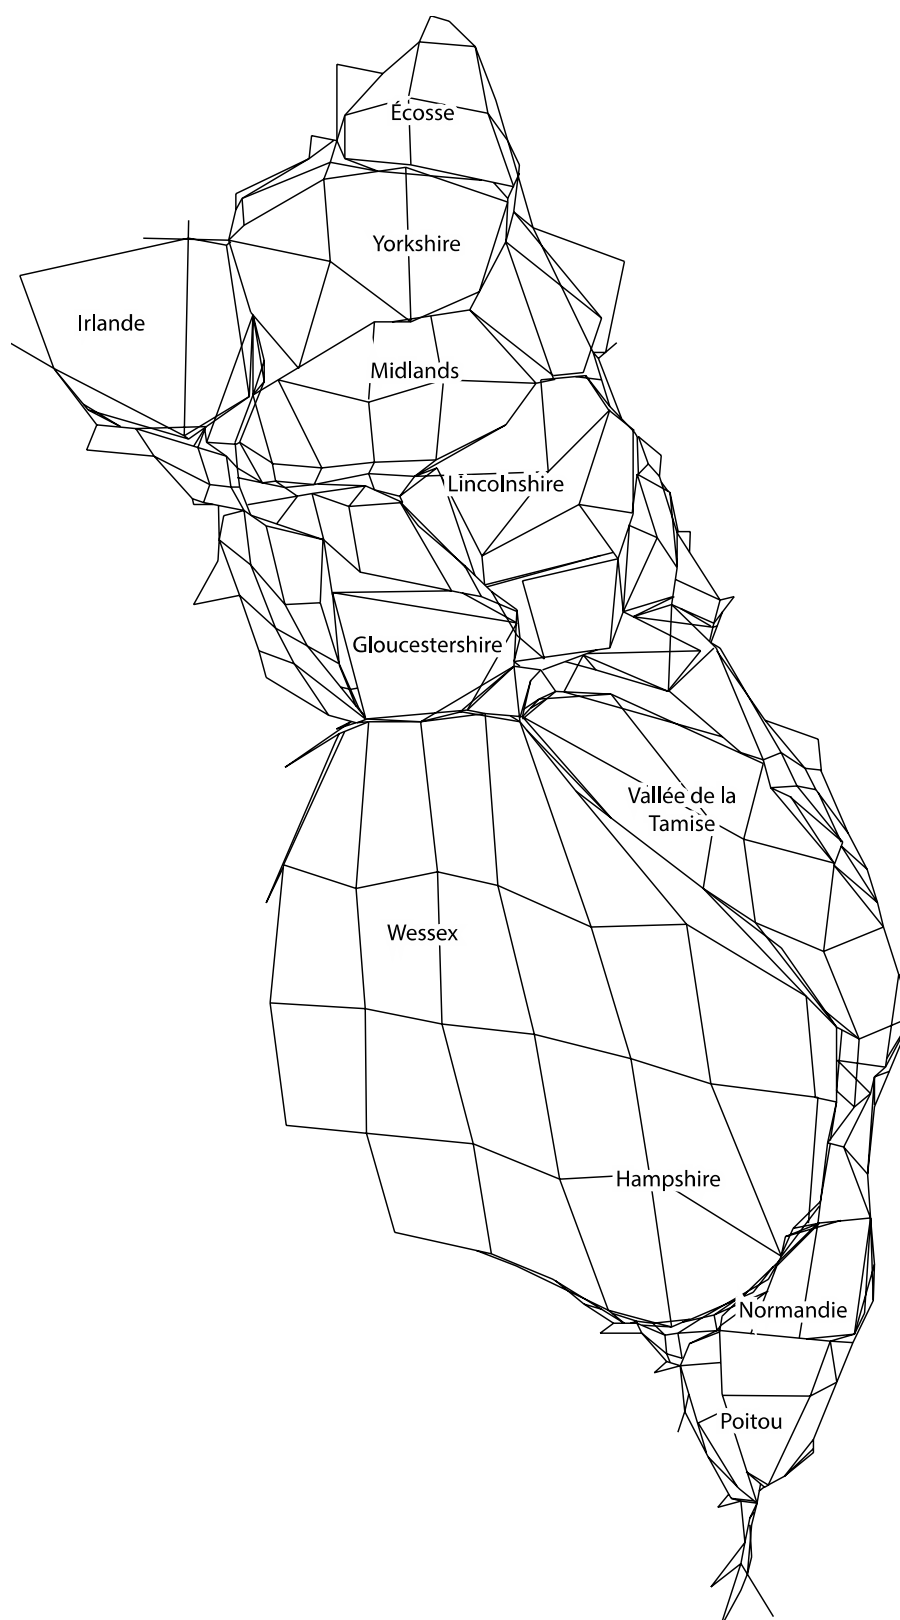 Écosse
Yorkshire
Irlande
Midlands
Lincolnshire
Gloucestershire
Vallée de la
Tamise
Wessex
Hampshire
Normandie
Poitou